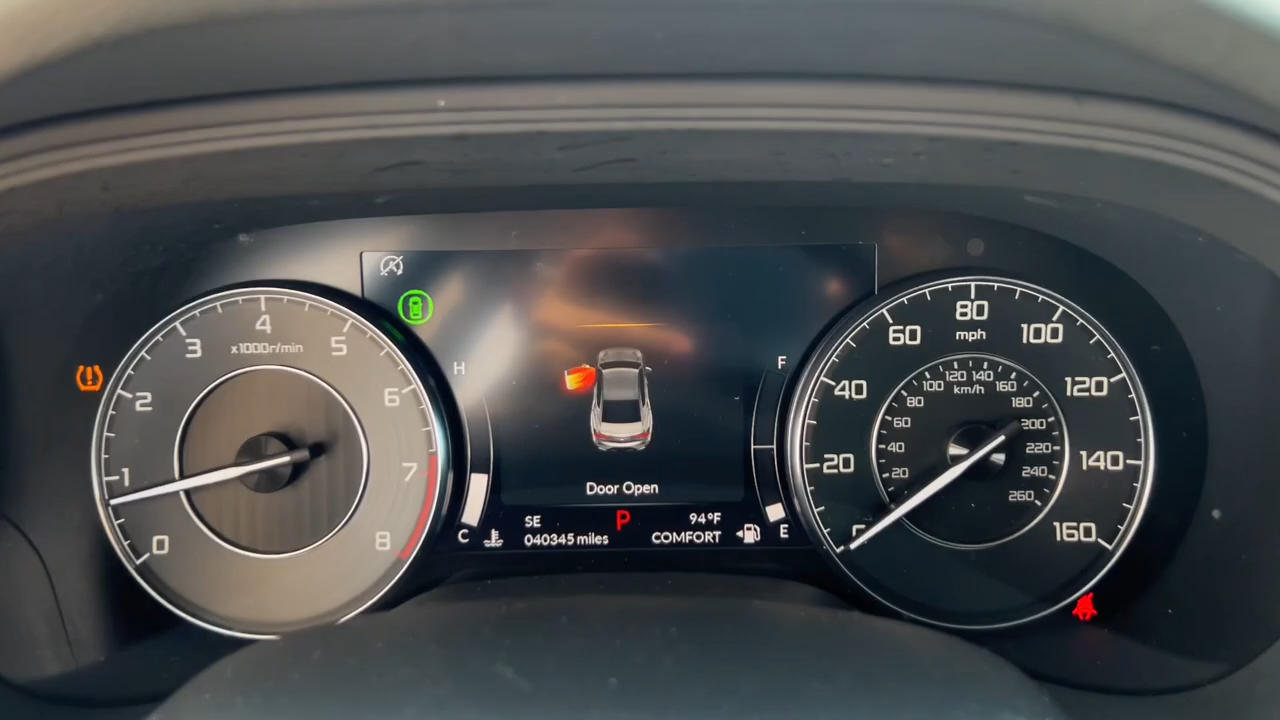 0
1
2
3
4
5
6
7
8
x1000r/min
H
C
Door Open
SE
P
94°F
040345 miles
COMFORT
F
E
20
40
60
80
100
120
140
160
mph
km/h
20
40
60
80
100
120
140
160
180
200
220
240
260